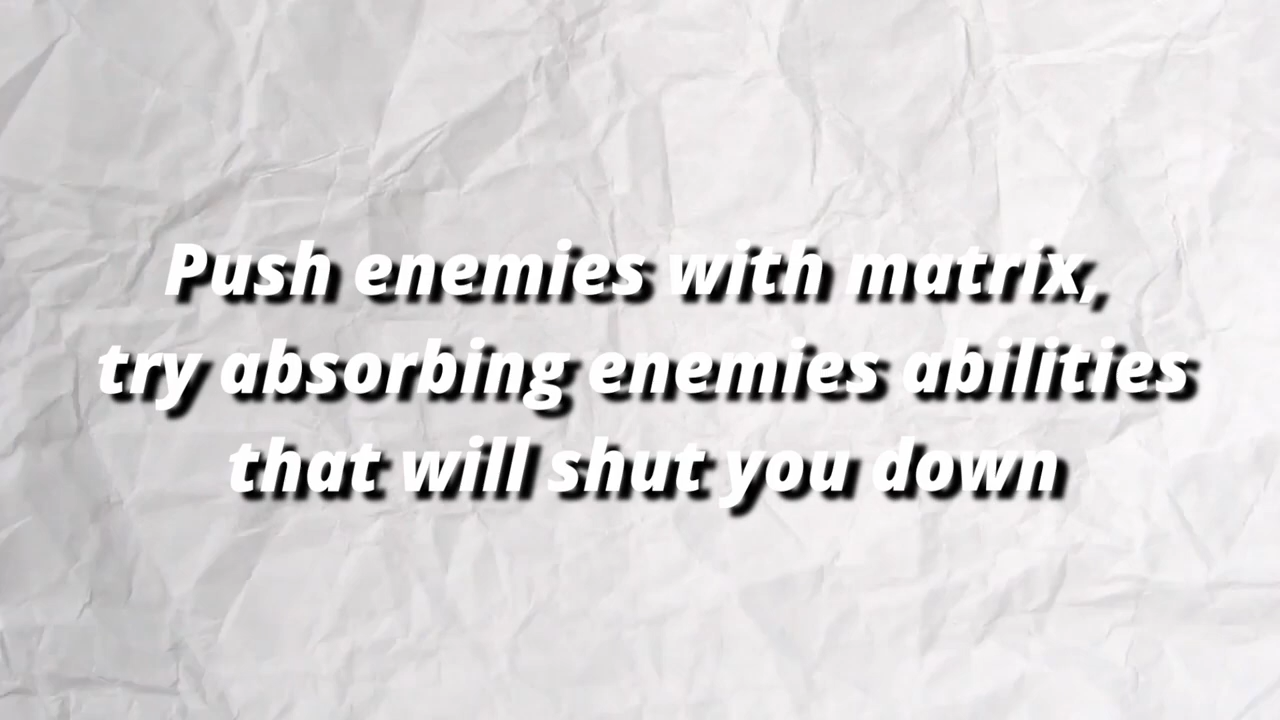 Push enemies with matrix,
try absorbing enemies abilities
that will shut you down